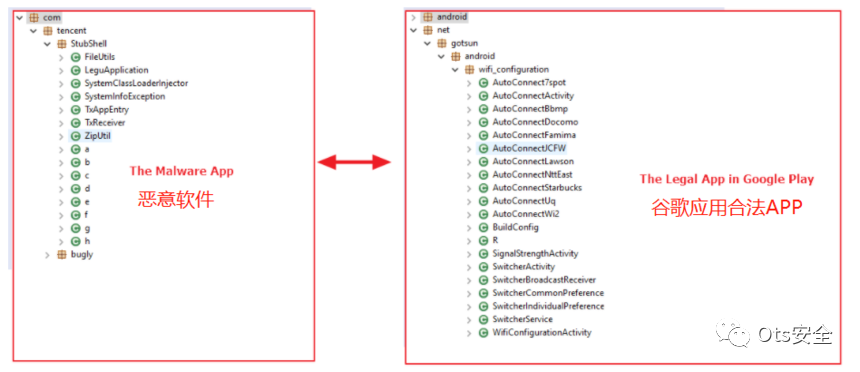 com
tencent
StubShell
FileUtils
LeguApplication
SystemClassLoaderInjector
SystemInfoException
TxAppEntry
TxReceiver
ZipUtil
a
b
c
d
e
f
g
h
bugly
The Malware App
恶意软件
android
net
gotsun
android
wifi_configuration
AutoConnect7spot
AutoConnectActivity
AutoConnectBbmp
AutoConnectDocomo
AutoConnectFamima
AutoConnectJCFW
AutoConnectLawson
AutoConnectNttEast
AutoConnectStarbucks
AutoConnectUq
AutoConnectWi2
BuildConfig
R
SignalStrengthActivity
SwitcherActivity
SwitcherBroadcastReceiver
SwitcherCommonPreference
SwitcherIndividualPreference
SwitcherService
WifiConfigurationActivity
The Legal App in Google Play
谷歌应用合法APP
Ots安全